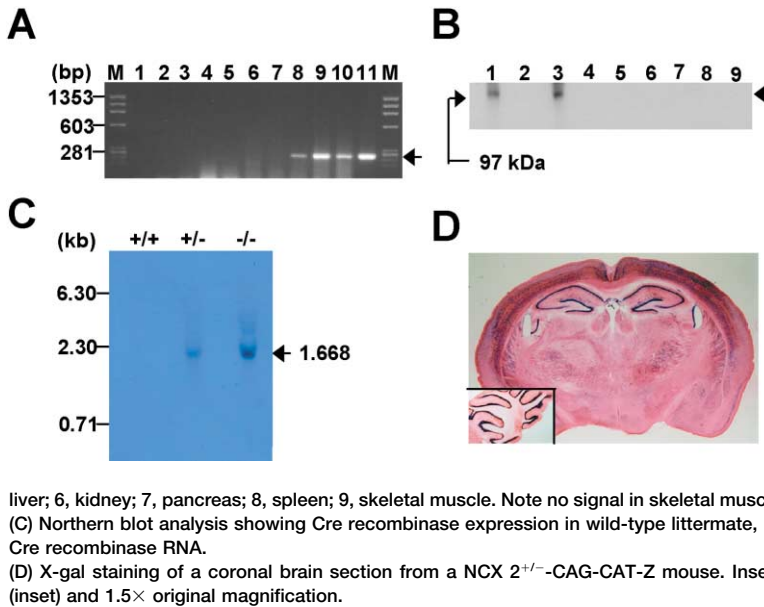 A
(bp) M 1 2 3 4 5 6 7 8 9 10 11 M
1353
603
281
B
1 2 3 4 5 6 7 8 9
97 kDa
C
(kb) +/+ +/- -/-
6.30
2.30
1.668
0.71
D
liver; 6, kidney; 7, pancreas; 8, spleen; 9, skeletal muscle. Note no signal in skeletal
(C) Northern blot analysis showing Cre recombinase expression in wild-type littermate,
Cre recombinase RNA.
(D) X-gal staining of a coronal brain section from a NCX 2+/−-CAG-CAT-Z mouse.
(inset) and 1.5× original magnification.